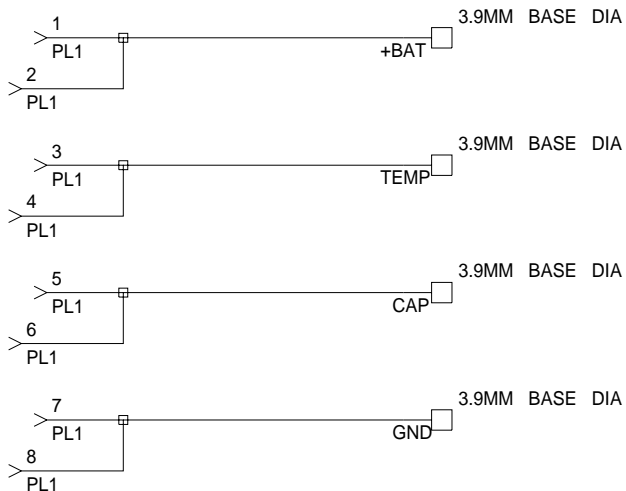 1
3.9MM BASE DIA
PL1
+BAT
2
PL1
3
3.9MM BASE DIA
PL1
TEMP
4
PL1
5
3.9MM BASE DIA
PL1
CAP
6
PL1
7
3.9MM BASE DIA
PL1
GND
8
PL1